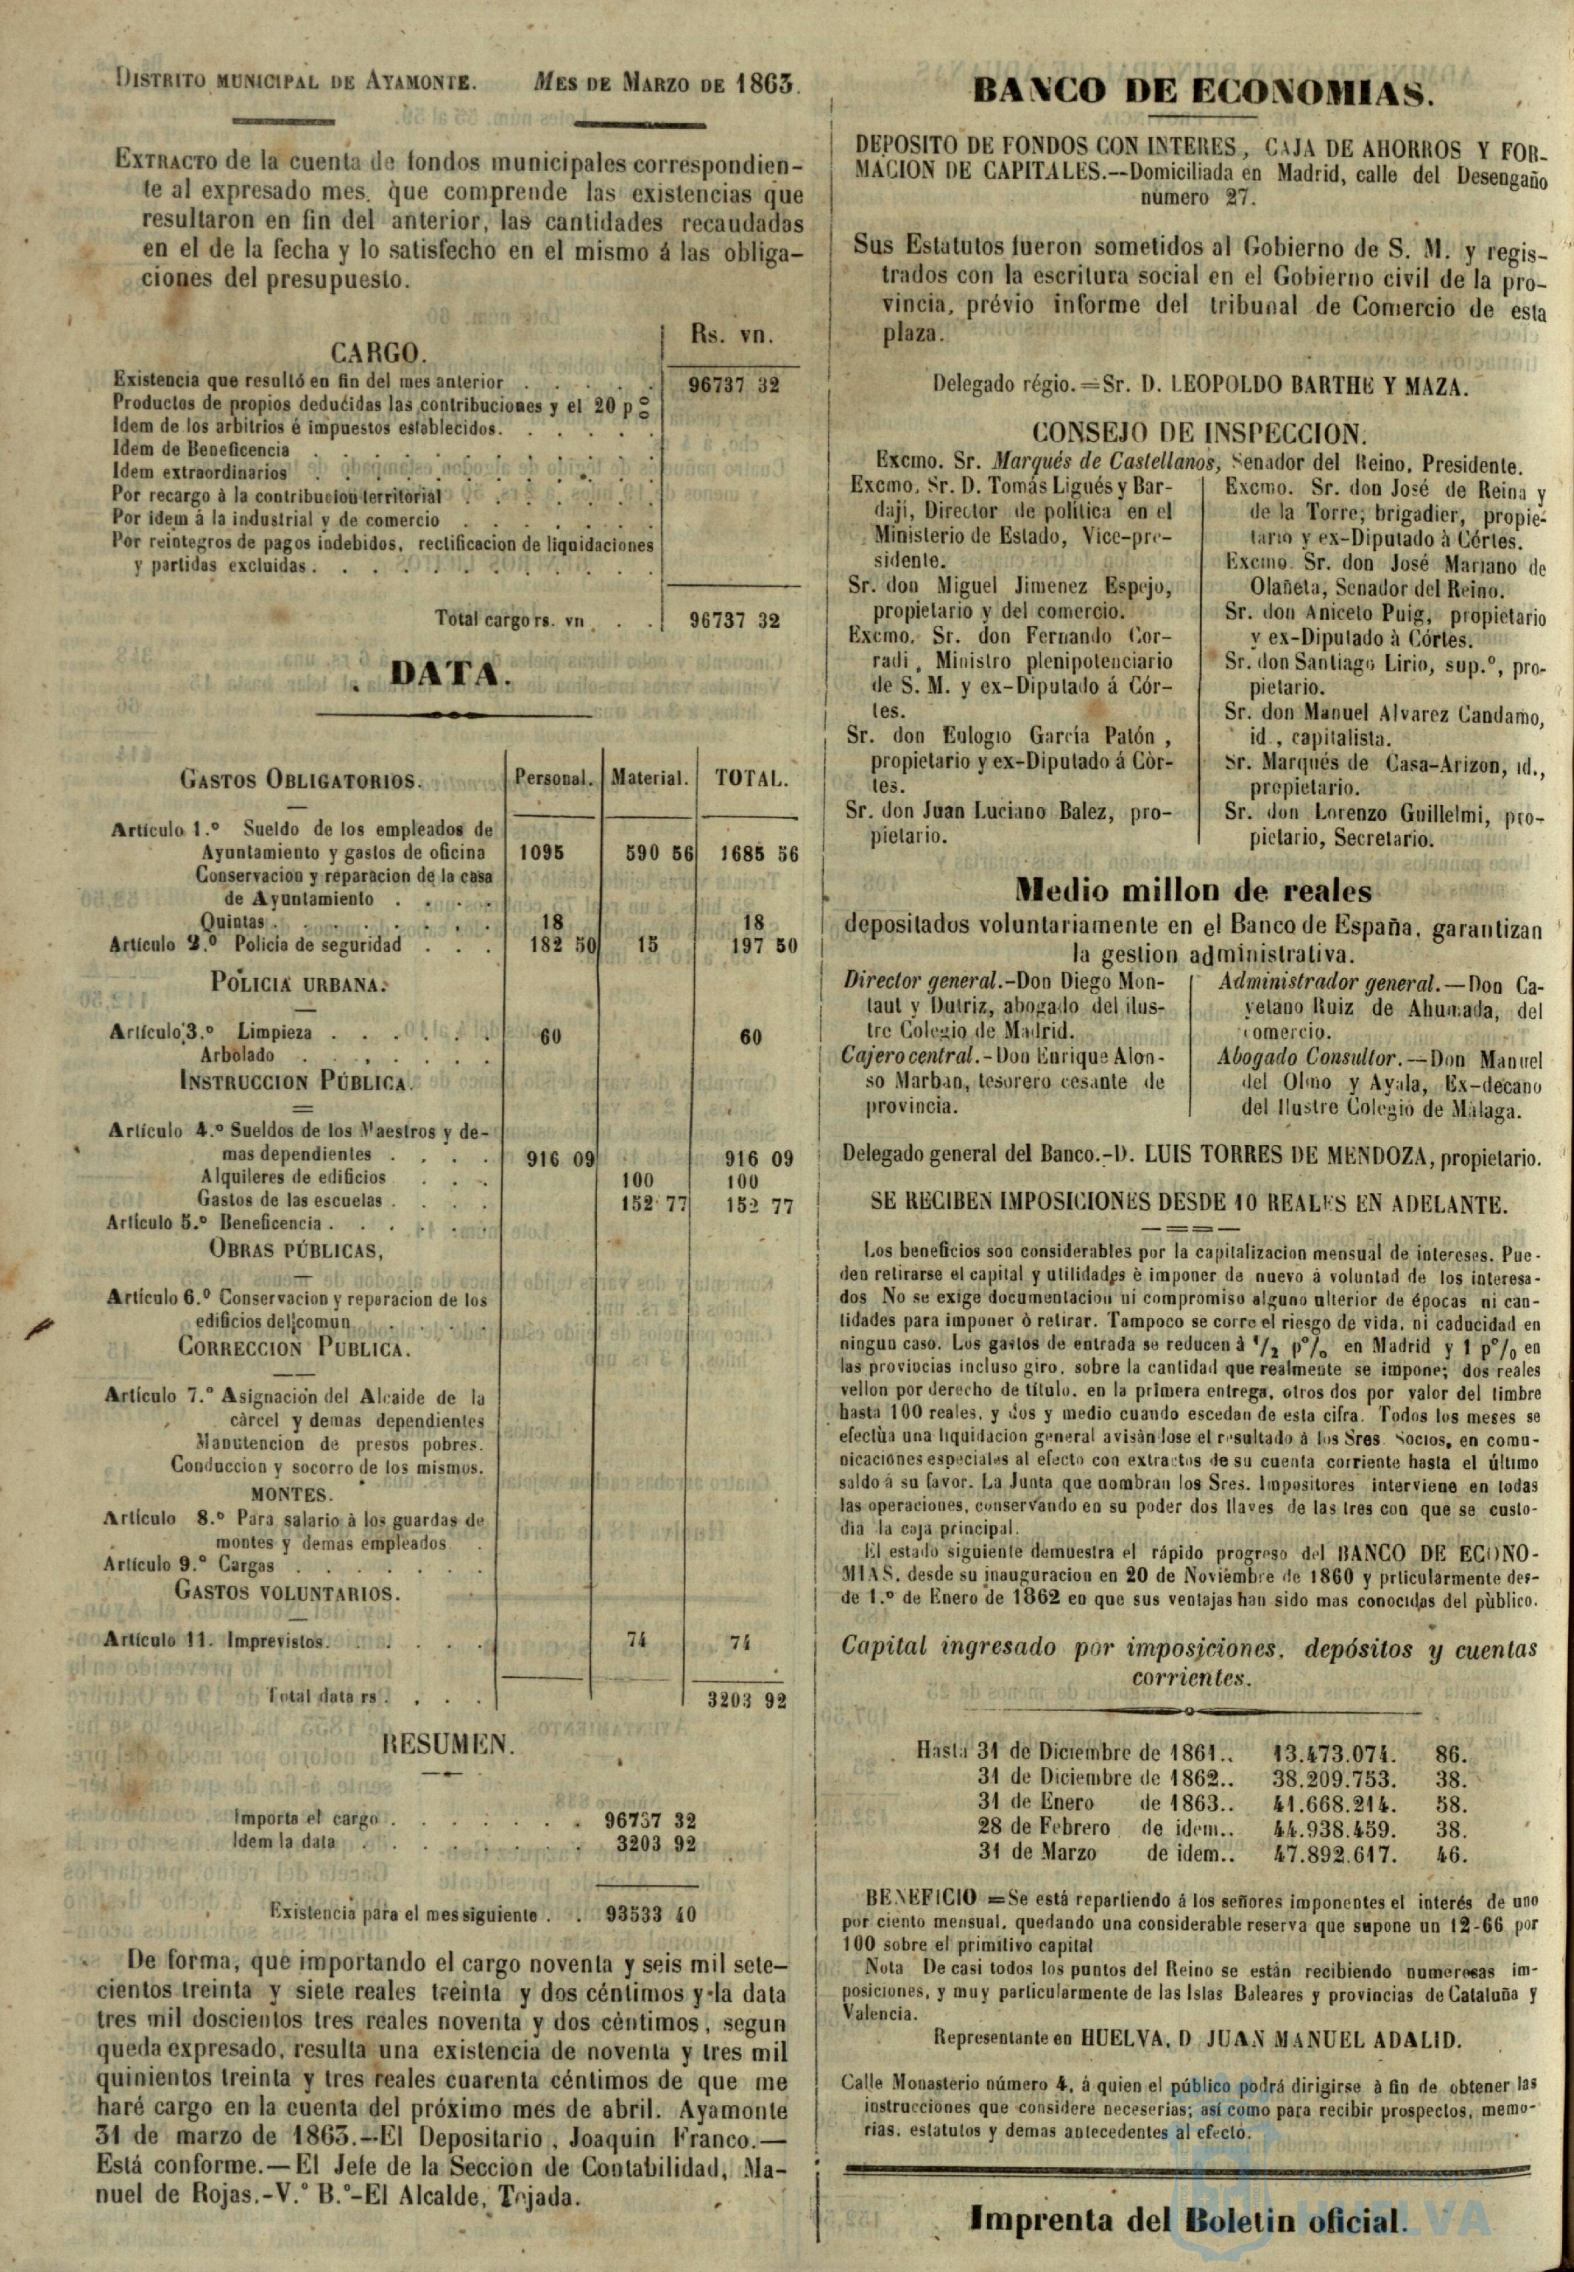 DISTRITO MUNICIPAL DE AYAMONTE. MES DE MARZO DE 1863.
EXTRACTO de la cuenta de fondos municipales correspondien-
te al expresado mes, que comprende las existencias que
resultaron en fin del anterior, las cantidades recaudadas
en el de la fecha y lo satisfecho en el mismo á las obliga-
ciones del presupuesto.
Rs. vn.
CARGO.
Existencia que resultó en fin del mes anterior . . . . . . 96737 32
Productos de propios deducidas las contribuciones y el 20 p%
Idem de los arbitrios é impuestos establecidos. . . . . .
Idem de Beneficencia . . . . . . . . . . .
Idem extraordinarios . . . . . . . . . . .
Por recargo à la contribucion territorial . . . . . . .
Por idem á la industrial y de comercio . . . . . . .
Por reintegros de pagos indebidos, rectificacion de liquidaciones
y partidas excluidas. . . . . . . . . . . .
Total cargo rs. vn . . . 96737 32
DATA.
GASTOS OBLIGATORIOS. Personal. Material. TOTAL.
Artículo 1.º Sueldo de los empleados de
Ayuntamiento y gastos de oficina 1095 590 56 1685 56
Conservacion y reparacion de la casa
de Ayuntamiento . . . .
Quintas . . . . . . . . 18 18
Artículo 2.º Policía de seguridad . . . 182 50 15 197 50
POLICIA URBANA.
Artículo 3.º Limpieza . . . . . . 60 60
Arbolado . . . . . . .
INSTRUCCION PÚBLICA.
Artículo 4.º Sueldos de los Maestros y de-
mas dependientes . . . . 916 09 916 09
Alquileres de edificios . . . 100 100
Gastos de las escuelas . . . . 152 77 152 77
Artículo 5.º Beneficencia . . . . . .
OBRAS PÚBLICAS,
Artículo 6.º Conservacion y reparacion de los
edificios del comun . . . .
CORRECCION PUBLICA.
Artículo 7.º Asignación del Alcaide de la
càrcel y demas dependientes
Manutencion de presos pobres.
Conduccion y socorro de los mismos.
MONTES.
Artículo 8.º Para salario à los guardas de
montes y demás empleados .
Artículo 9.º Cargas . . . . . . .
GASTOS VOLUNTARIOS.
Artículo 11. Imprevistos. . . . . . 74 74
Total data rs . . . . 3203 92
RESUMEN.
Importa el cargo . . . . . . . . 96737 32
Idem la data . . . . . . . . 3203 92
Existencia para el mes siguiente . . 93533 40
De forma, que importando el cargo noventa y seis mil sete-
cientos treinta y siete reales treinta y dos céntimos y la data
tres mil doscientos tres reales noventa y dos céntimos, segun
queda expresado, resulta una existencia de noventa y tres mil
quinientos treinta y tres reales cuarenta céntimos de que me
haré cargo en la cuenta del próximo mes de abril. Ayamonte
31 de marzo de 1863.—El Depositario, Joaquin Franco.—
Está conforme.—El Jefe de la Seccion de Contabilidad, Ma-
nuel de Rojas.-V.º B.º-El Alcalde, Tejada.
BANCO DE ECONOMIAS.
DEPOSITO DE FONDOS CON INTERES, CAJA DE AHORROS Y FOR-
MACION DE CAPITALES.--Domiciliada en Madrid, calle del Desengaño
número 27.
Sus Estatutos fueron sometidos al Gobierno de S. M. y regis-
trados con la escritura social en el Gobierno civil de la pro-
vincia, prévio informe del tribunal de Comercio de esta
plaza.
Delegado régio.=Sr. D. LEOPOLDO BARTHE Y MAZA.
CONSEJO DE INSPECCION.
Excmo. Sr. Marqués de Castellanos, Senador del Reino, Presidente.
Excmo. Sr. D. Tomás Ligués y Bar-
daji, Director de política en el
Ministerio de Estado, Vice-pre-
sidente.
Sr. don Miguel Jimenez Espejo,
propietario y del comercio.
Excmo. Sr. don Fernando Cor-
radi, Ministro plenipotenciario
de S. M. y ex-Diputado á Cór-
tes.
Sr. don Eulogio García Patón,
propietario y ex-Diputado á Còr-
tes.
Sr. don Juan Luciano Balez, pro-
pietario.
Excmo. Sr. don José de Reina y
de la Torre, brigadier, propie-
tario y ex-Diputado à Córtes.
Excmo. Sr. don José Mariano de
Olañeta, Senador del Reino.
Sr. don Aniceto Puig, propietario
y ex-Diputado à Córtes.
Sr. don Santiago Lirio, sup.º, pro-
pietario.
Sr. don Manuel Alvarez Candamo,
id., capitalista.
Sr. Marqués de Casa-Arizon, id.,
propietario.
Sr. don Lorenzo Guillelmi, pro-
pietario, Secretario.
Medio millon de reales
depositados voluntariamente en el Banco de España, garantizan
la gestion administrativa.
Director general.-Don Diego Mon-
taut y Dutriz, abogado del ilus-
tre Colegio de Madrid.
Cajero central.-Don Enrique Alon-
so Marban, tesorero cesante de
provincia.
Administrador general.—Don Ca-
yetano Ruiz de Ahumada, del
comercio.
Abogado Consultor.—Don Manuel
del Olmo y Ayala, Ex-decano
del Ilustre Colegio de Málaga.
Delegado general del Banco.-D. LUIS TORRES DE MENDOZA, propietario.
SE RECIBEN IMPOSICIONES DESDE 10 REALES EN ADELANTE.
Los beneficios son considerables por la capitalizacion mensual de intereses. Pue-
den retirarse el capital y utilidades è imponer de nuevo à voluntad de los interesa-
dos No se exige documentacion ni compromiso alguno ulterior de épocas ni can-
tidades para imponer ò retirar. Tampoco se corre el riesgo de vida, ni caducidad en
ningun caso. Los gastos de entrada se reducen à 1/2 pº/o en Madrid y 1 pº/o en
las provincias incluso giro, sobre la cantidad que realmente se impone; dos reales
vellon por derecho de título, en la primera entrega, otros dos por valor del timbre
hasta 100 reales, y dos y medio cuando escedan de esta cifra. Todos los meses se
efectùa una liquidacion general avisàndose el resultado à los Sres. Socios, en comu-
nicaciones especiales al efecto con extractos de su cuenta corriente hasta el último
saldo á su favor. La Junta que nombran los Sres. Impositores interviene en todas
las operaciones, conservando en su poder dos llaves de las tres con que se custo-
dia la caja principal.
El estado siguiente demuestra el rápido progreso del BANCO DE ECONO-
MIAS, desde su inauguracion en 20 de Noviembre de 1860 y prticularmente des-
de 1.º de Enero de 1862 en que sus ventajas han sido mas conocidas del pùblico.
Capital ingresado por imposiciones, depósitos y cuentas
corrientes.
Hasta 31 de Diciembre de 1861.. 13.473.074. 86.
31 de Diciembre de 1862.. 38.209.753. 38.
31 de Enero de 1863.. 41.668.214. 58.
28 de Febrero de idem.. 44.938.459. 38.
31 de Marzo de idem.. 47.892.617. 46.
BENEFICIO =Se está repartiendo á los señores imponentes el interés de uno
por ciento mensual, quedando una considerable reserva que supone un 12-66 por
100 sobre el primitivo capital
Nota De casi todos los puntos del Reino se están recibiendo numerosas im-
posiciones, y muy particularmente de las Islas Baleares y provincias de Cataluña y
Valencia.
Representante en HUELVA, D. JUAN MANUEL ADALID.
Calle Monasterio número 4, á quien el público podrá dirigirse à fin de obtener las
instrucciones que considere neceserias; así como para recibir prospectos, memo-
rias, estatutos y demas antecedentes al efecto.
Imprenta del Boletin oficial.
HUELVA